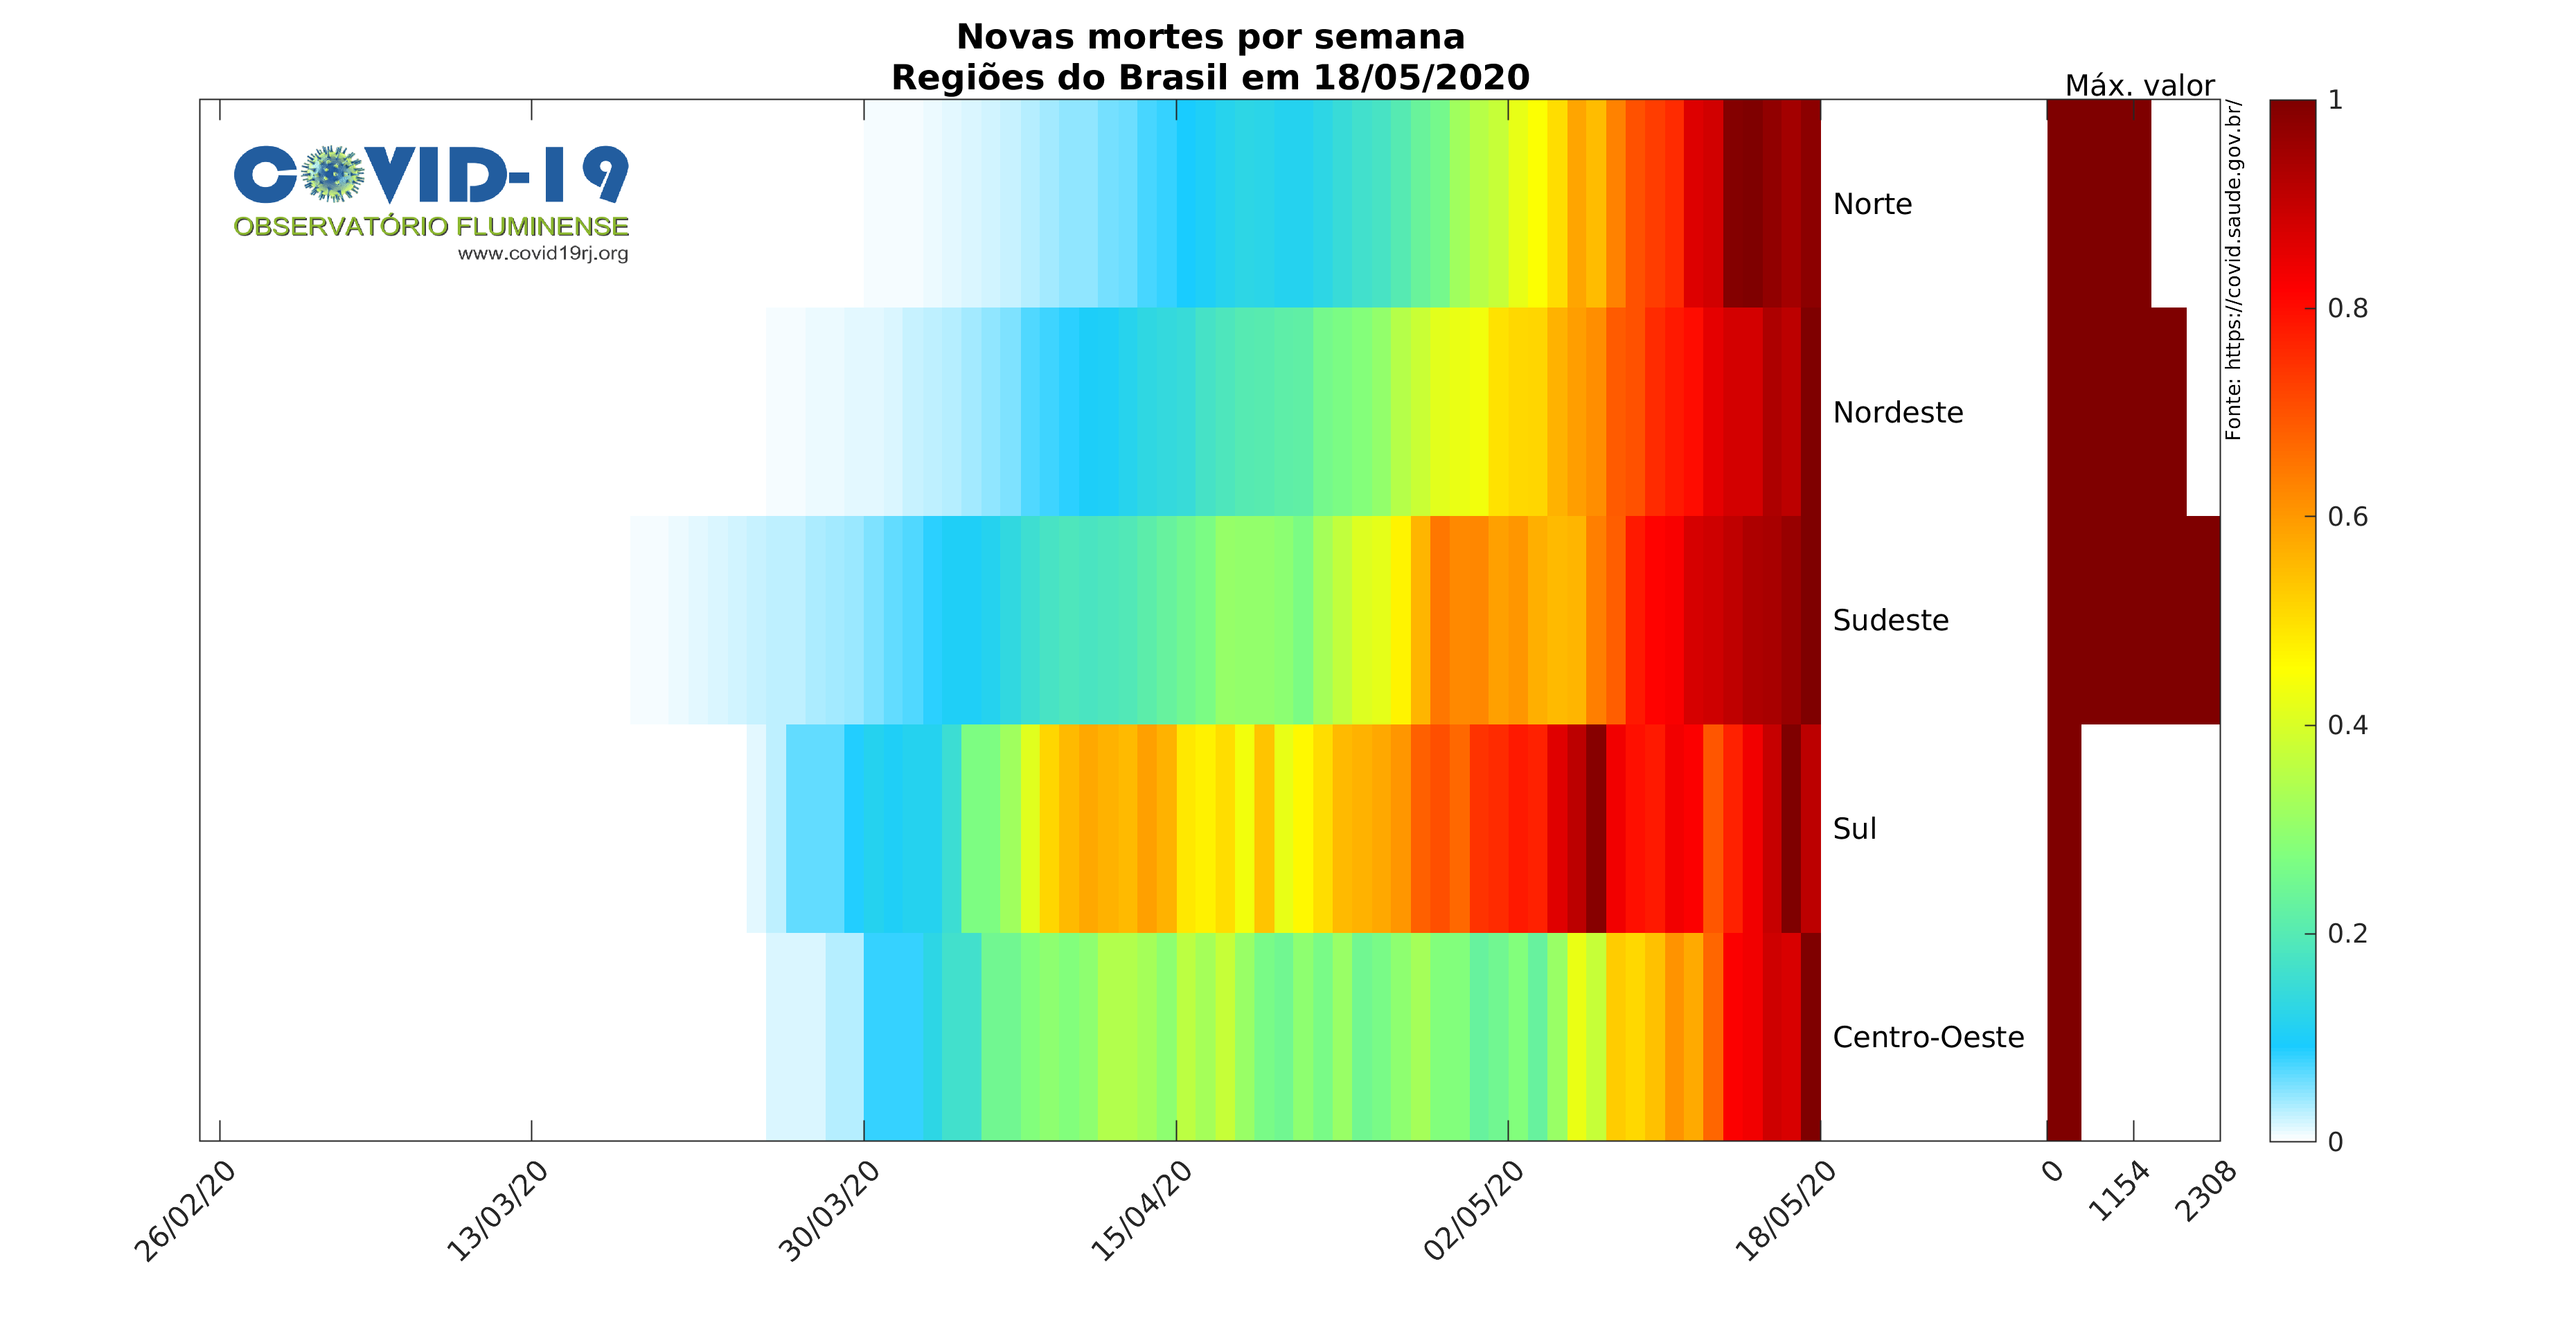 Novas mortes por semana
Regiões do Brasil em 18/05/2020
Máx. valor
COVID-19
OBSERVATÓRIO FLUMINENSE
www.covid19rj.org
Norte
Nordeste
Sudeste
Sul
Centro-Oeste
Fonte: https://covid.saude.gov.br/
1
0.8
0.6
0.4
0.2
0
26/02/20
13/03/20
30/03/20
15/04/20
02/05/20
18/05/20
0
1154
2308